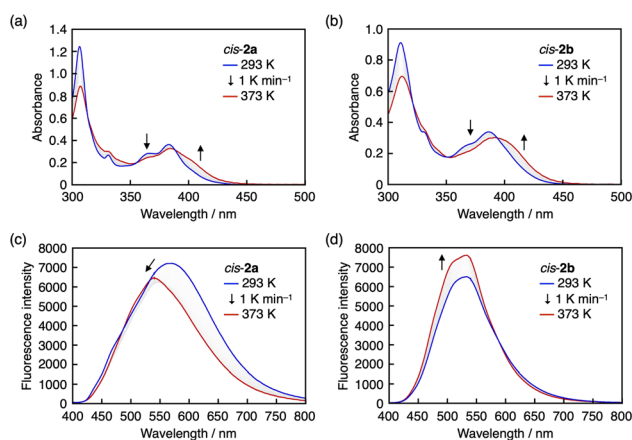 (a)
cis-2a
293 K
↓ 1 K min⁻¹
373 K
Absorbance
1.4
1.2
1.0
0.8
0.6
0.4
0.2
0
300 350 400 450 500
Wavelength / nm
(b)
cis-2b
293 K
↓ 1 K min⁻¹
373 K
Absorbance
1.0
0.8
0.6
0.4
0.2
0
300 350 400 450 500
Wavelength / nm
(c)
cis-2a
293 K
↓ 1 K min⁻¹
373 K
Fluorescence intensity
8000
7000
6000
5000
4000
3000
2000
1000
0
400 450 500 550 600 650 700 750 800
Wavelength / nm
(d)
cis-2b
293 K
↓ 1 K min⁻¹
373 K
Fluorescence intensity
8000
7000
6000
5000
4000
3000
2000
1000
0
400 450 500 550 600 650 700 750 800
Wavelength / nm